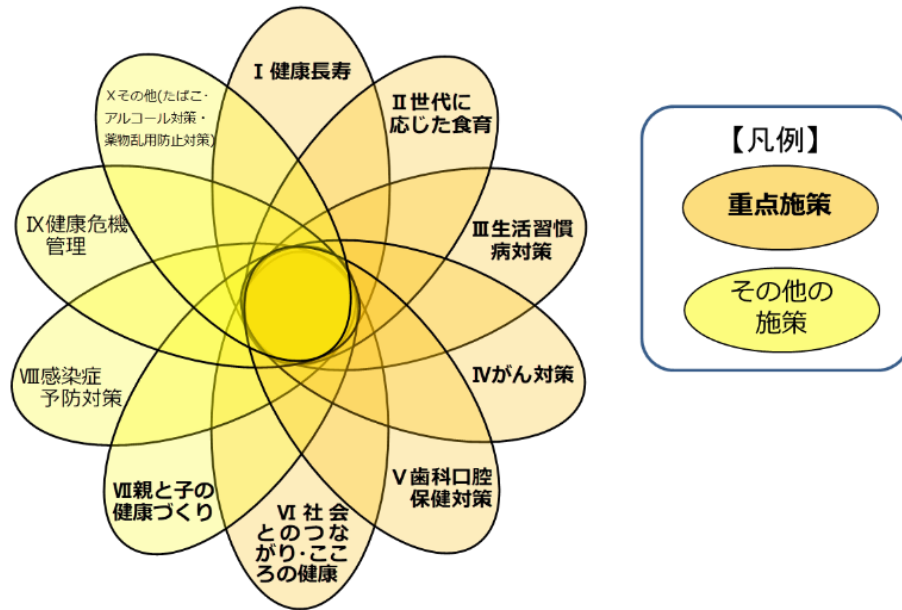 Ⅰ健康長寿
Ⅱ世代に
応じた食育
Ⅲ生活習慣
病対策
Ⅳがん対策
Ⅴ歯科口腔
保健対策
Ⅵ社会
とのつな
がり・ここ
ろの健康
Ⅶ親と子の
健康づくり
Ⅷ感染症
予防対策
Ⅸ健康危機
管理
Ⅹその他(たばこ・
アルコール対策・
薬物乱用防止対策)
【凡例】
重点施策
その他の
施策